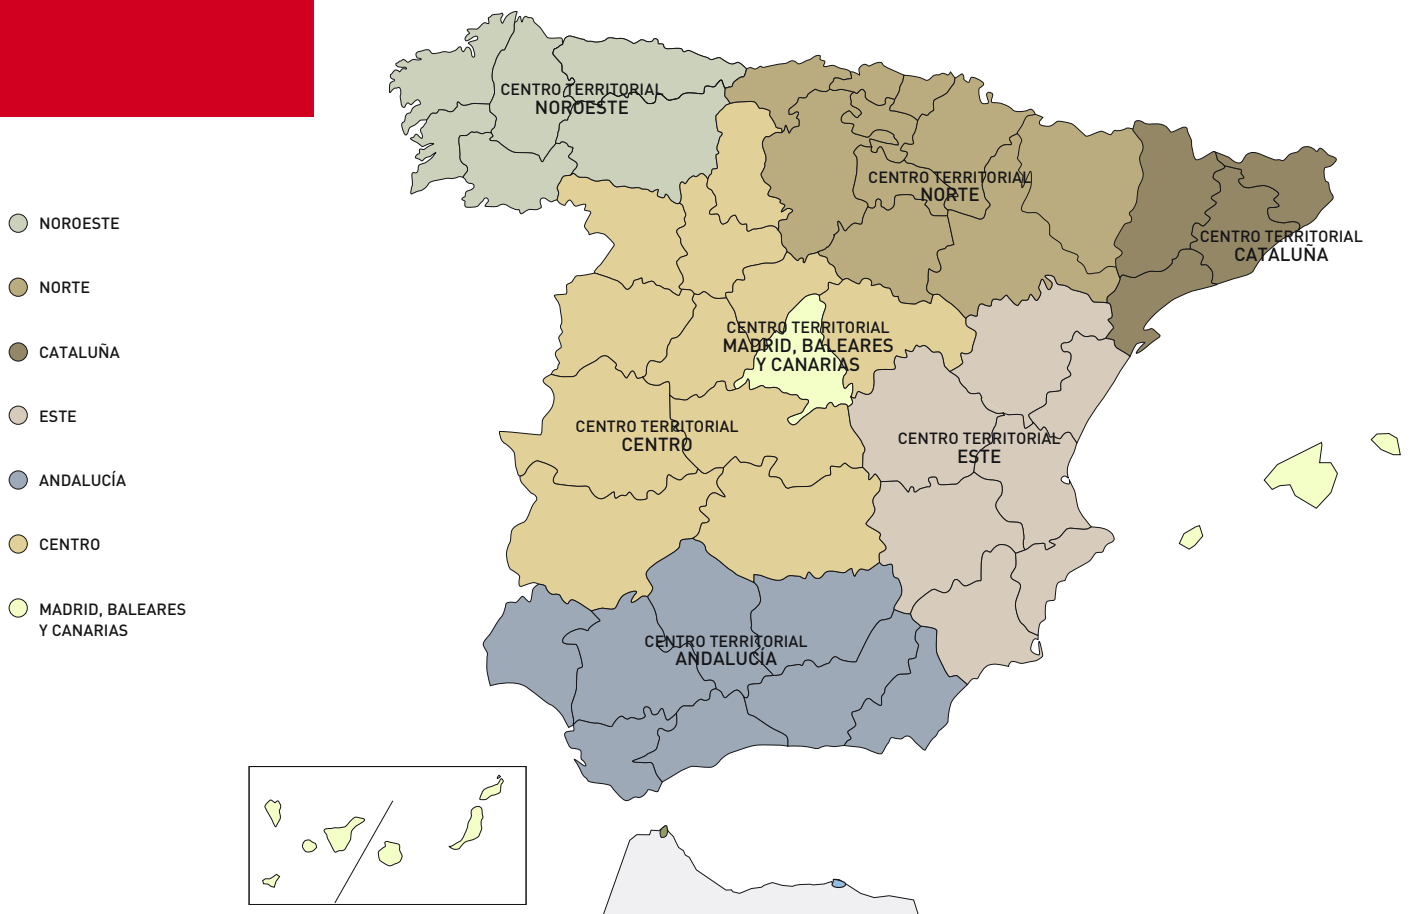 NOROESTE
NORTE
CATALUÑA
ESTE
ANDALUCÍA
CENTRO
MADRID, BALEARES
Y CANARIAS
CENTRO TERRITORIAL
NOROESTE
CENTRO TERRITORIAL
NORTE
CENTRO TERRITORIAL
CATALUÑA
CENTRO TERRITORIAL
MADRID, BALEARES
Y CANARIAS
CENTRO TERRITORIAL
CENTRO
CENTRO TERRITORIAL
ESTE
CENTRO TERRITORIAL
ANDALUCÍA